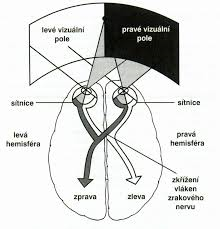 levé vizuální
pole
pravé vizuální
pole
sítnice
sítnice
levá
hemisféra
pravá
hemisféra
zprava
zleva
zkřížení
vláken
zrakového
nervu